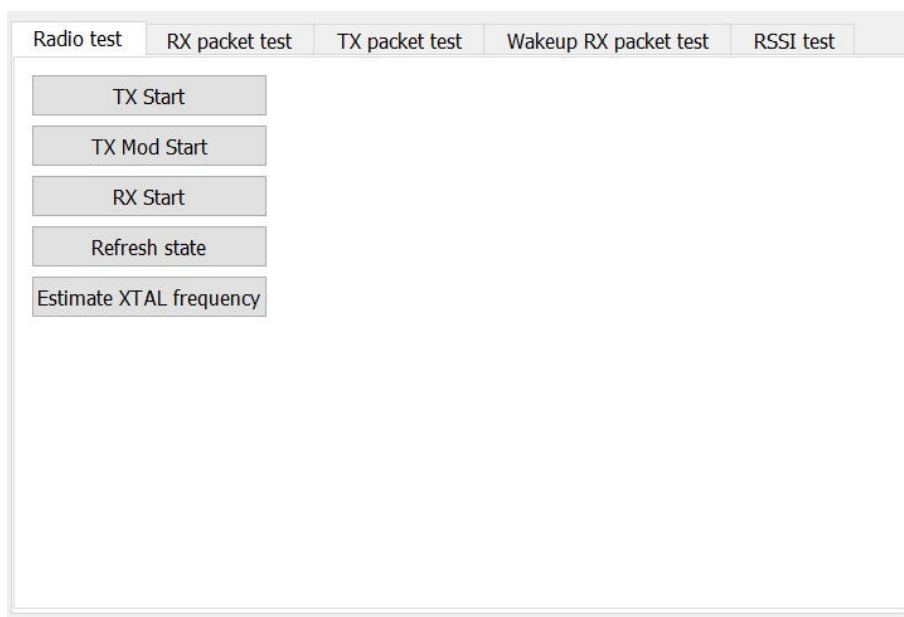 Radio test RX packet test TX packet test Wakeup RX packet test RSSI test
TX Start
TX Mod Start
RX Start
Refresh state
Estimate XTAL frequency